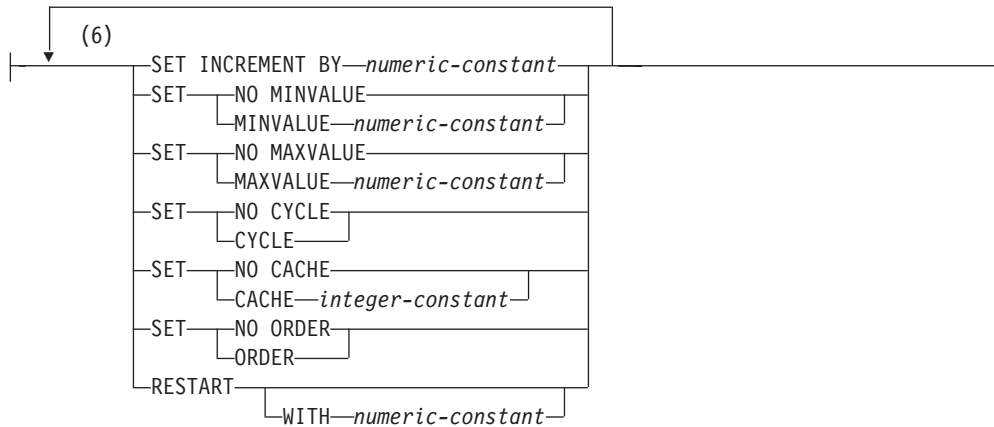 (6)
SET INCREMENT BY numeric-constant
SET NO MINVALUE
MINVALUE numeric-constant
SET NO MAXVALUE
MAXVALUE numeric-constant
SET NO CYCLE
CYCLE
SET NO CACHE
CACHE integer-constant
SET NO ORDER
ORDER
RESTART
WITH numeric-constant